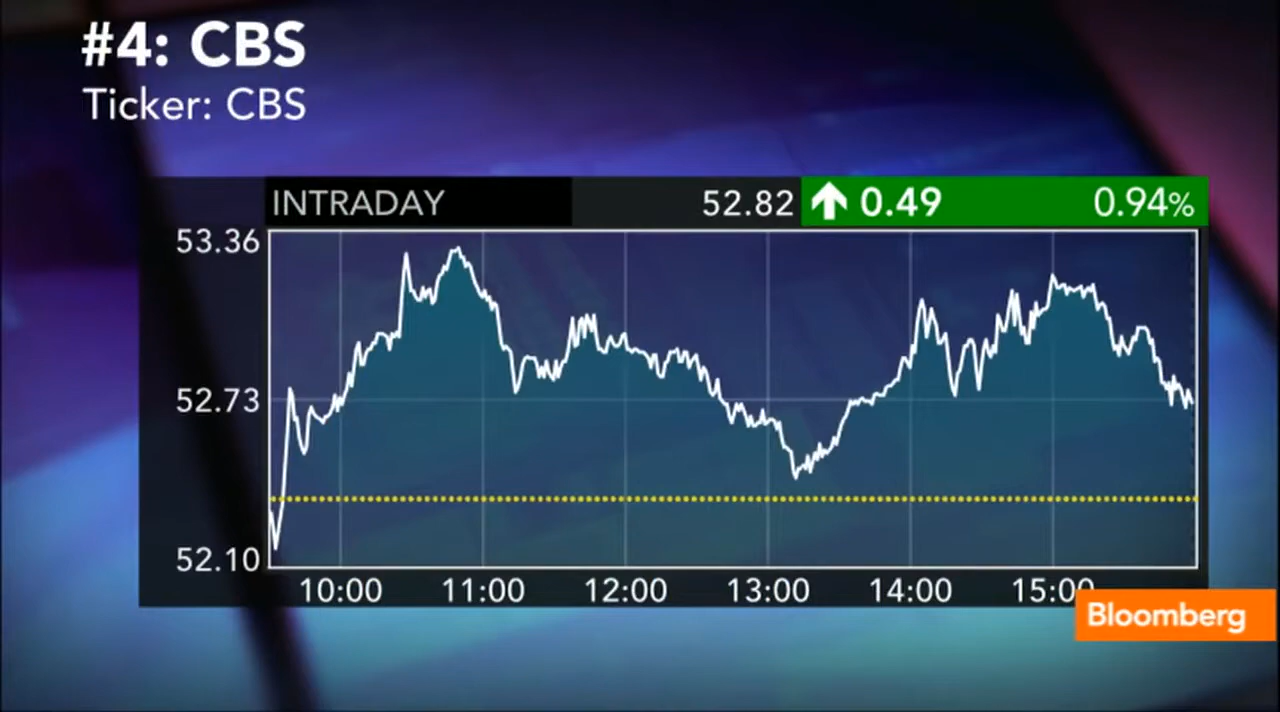 #4: CBS
Ticker: CBS
INTRADAY 52.82 0.49 0.94%
53.36
52.73
52.10
10:00 11:00 12:00 13:00 14:00 15:00
Bloomberg